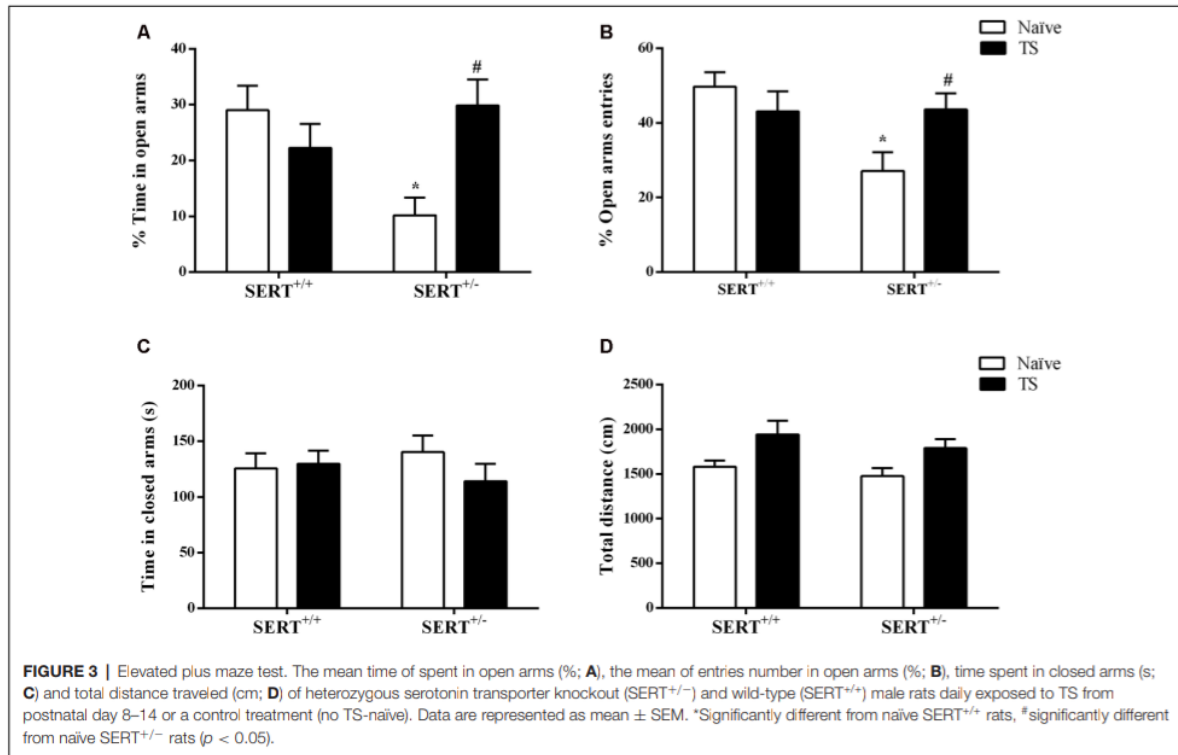 A
40
30
20
10
0
% Time in open arms
*
#
SERT+/+ SERT+/-
B
Naïve
TS
60
40
20
0
% Open arms entries
*
#
SERT+/+ SERT+/-
C
200
150
100
50
0
Time in closed arms (s)
SERT+/+ SERT+/-
D
Naïve
TS
2500
2000
1500
1000
500
0
Total distance (cm)
SERT+/+ SERT+/-
FIGURE 3 | Elevated plus maze test. The mean time of spent in open arms (%; A), the mean of entries number in open arms (%; B), time spent in closed arms (s;
C) and total distance traveled (cm; D) of heterozygous serotonin transporter knockout (SERT+/−) and wild-type (SERT+/+) male rats daily exposed to TS from
postnatal day 8–14 or a control treatment (no TS-naïve). Data are represented as mean ± SEM. *Significantly different from naïve SERT+/+ rats, #significantly different
from naïve SERT+/− rats (p < 0.05).